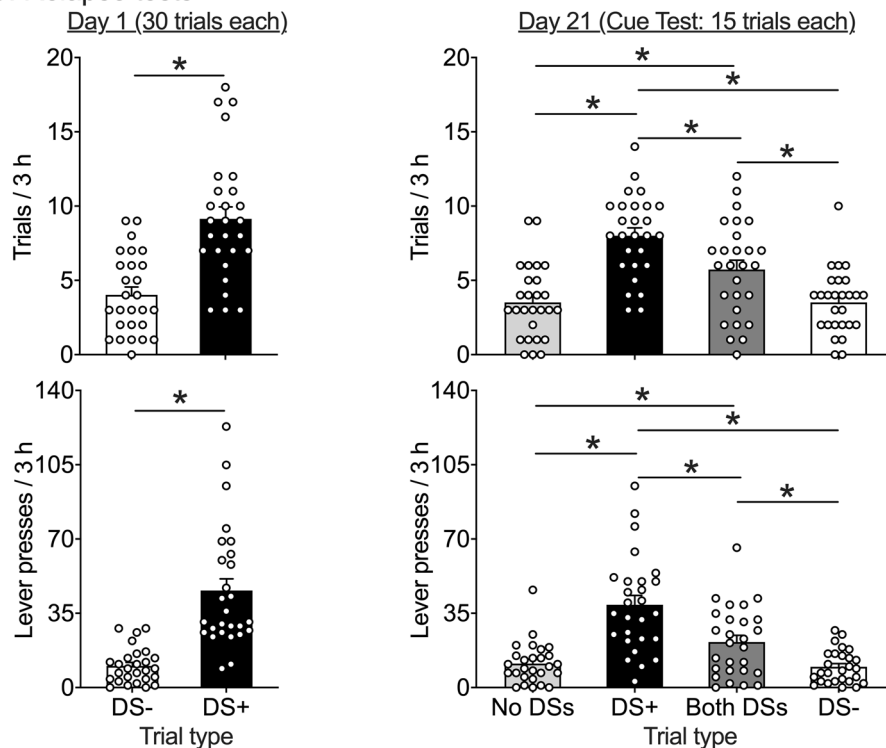 Day 1 (30 trials each)
Day 21 (Cue Test: 15 trials each)
Trials / 3 h
20
15
10
5
0
*
Trials / 3 h
20
15
10
5
0
*
*
*
*
*
Lever presses / 3 h
140
105
70
35
0
*
DS-
DS+
Trial type
Lever presses / 3 h
140
105
70
35
0
*
*
*
*
*
No DSs
DS+
Both DSs
DS-
Trial type